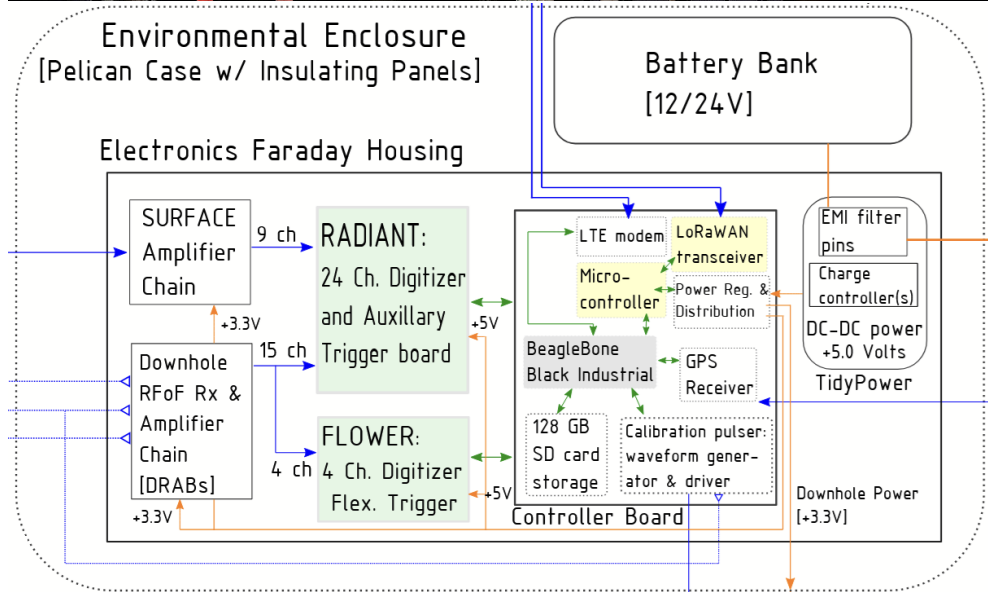 Environmental Enclosure
[Pelican Case w/ Insulating Panels]
Battery Bank
[12/24V]
Electronics Faraday Housing
SURFACE
Amplifier
Chain
9 ch
RADIANT:
24 Ch. Digitizer
and Auxillary
Trigger board
+3.3V
+5V
Downhole
RFoF Rx &
Amplifier
Chain
[DRABs]
15 ch
4 ch
+3.3V
FLOWER:
4 Ch. Digitizer
Flex. Trigger
+5V
LTE modem
LoRaWAN
transceiver
Micro-
controller
Power Reg. &
Distribution
BeagleBone
Black Industrial
GPS
Receiver
128 GB
SD card
storage
Calibration pulser:
waveform gener-
ator & driver
Controller Board
EMI filter
pins
Charge
controller(s)
DC-DC power
+5.0 Volts
TidyPower
Downhole Power
[+3.3V]